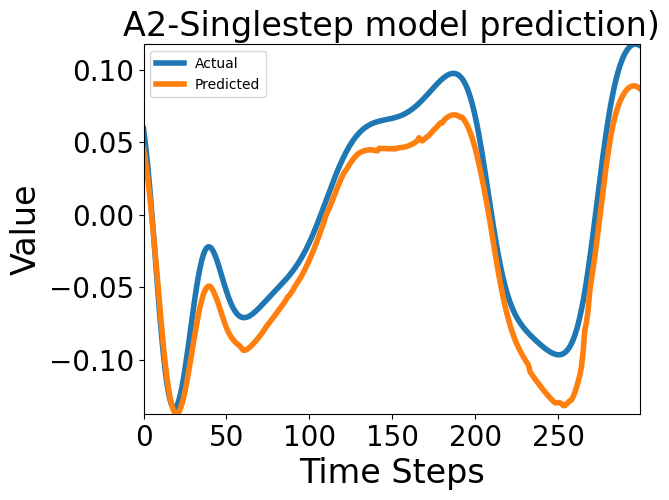 A2-Singlestep model prediction)
Actual
Predicted
Value
0.10
0.05
0.00
−0.05
−0.10
0 50 100 150 200 250
Time Steps